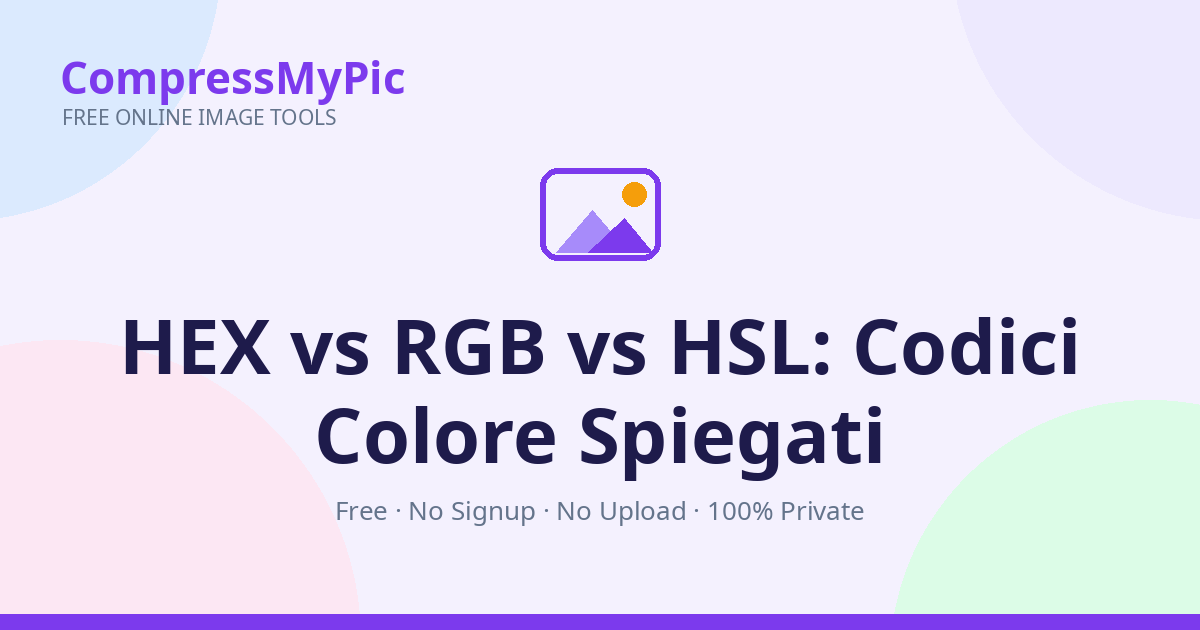 CompressMyPic
FREE ONLINE IMAGE TOOLS
HEX vs RGB vs HSL: Codici
Colore Spiegati
Free · No Signup · No Upload · 100% Private